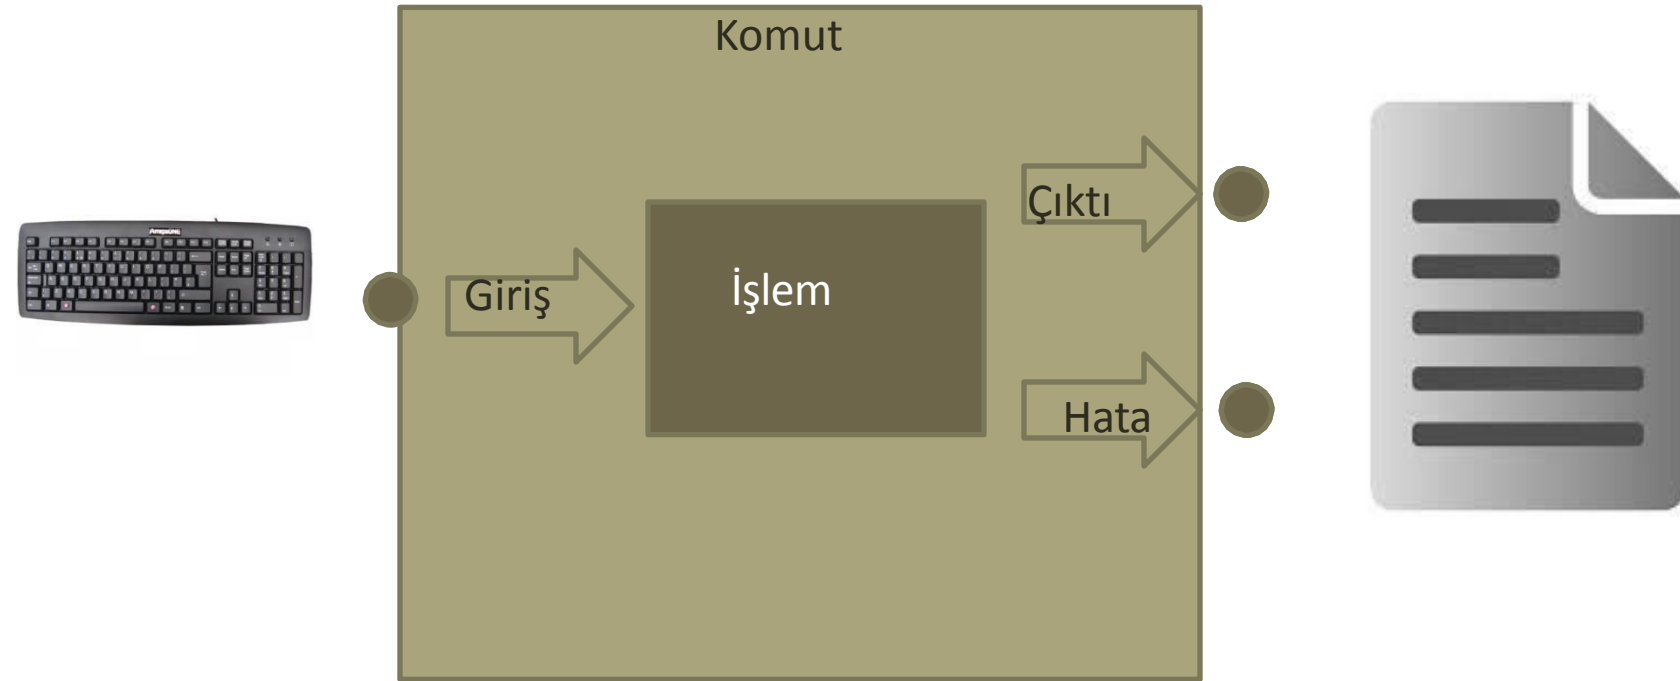 Komut
Çıktı
Giriş
İşlem
Hata